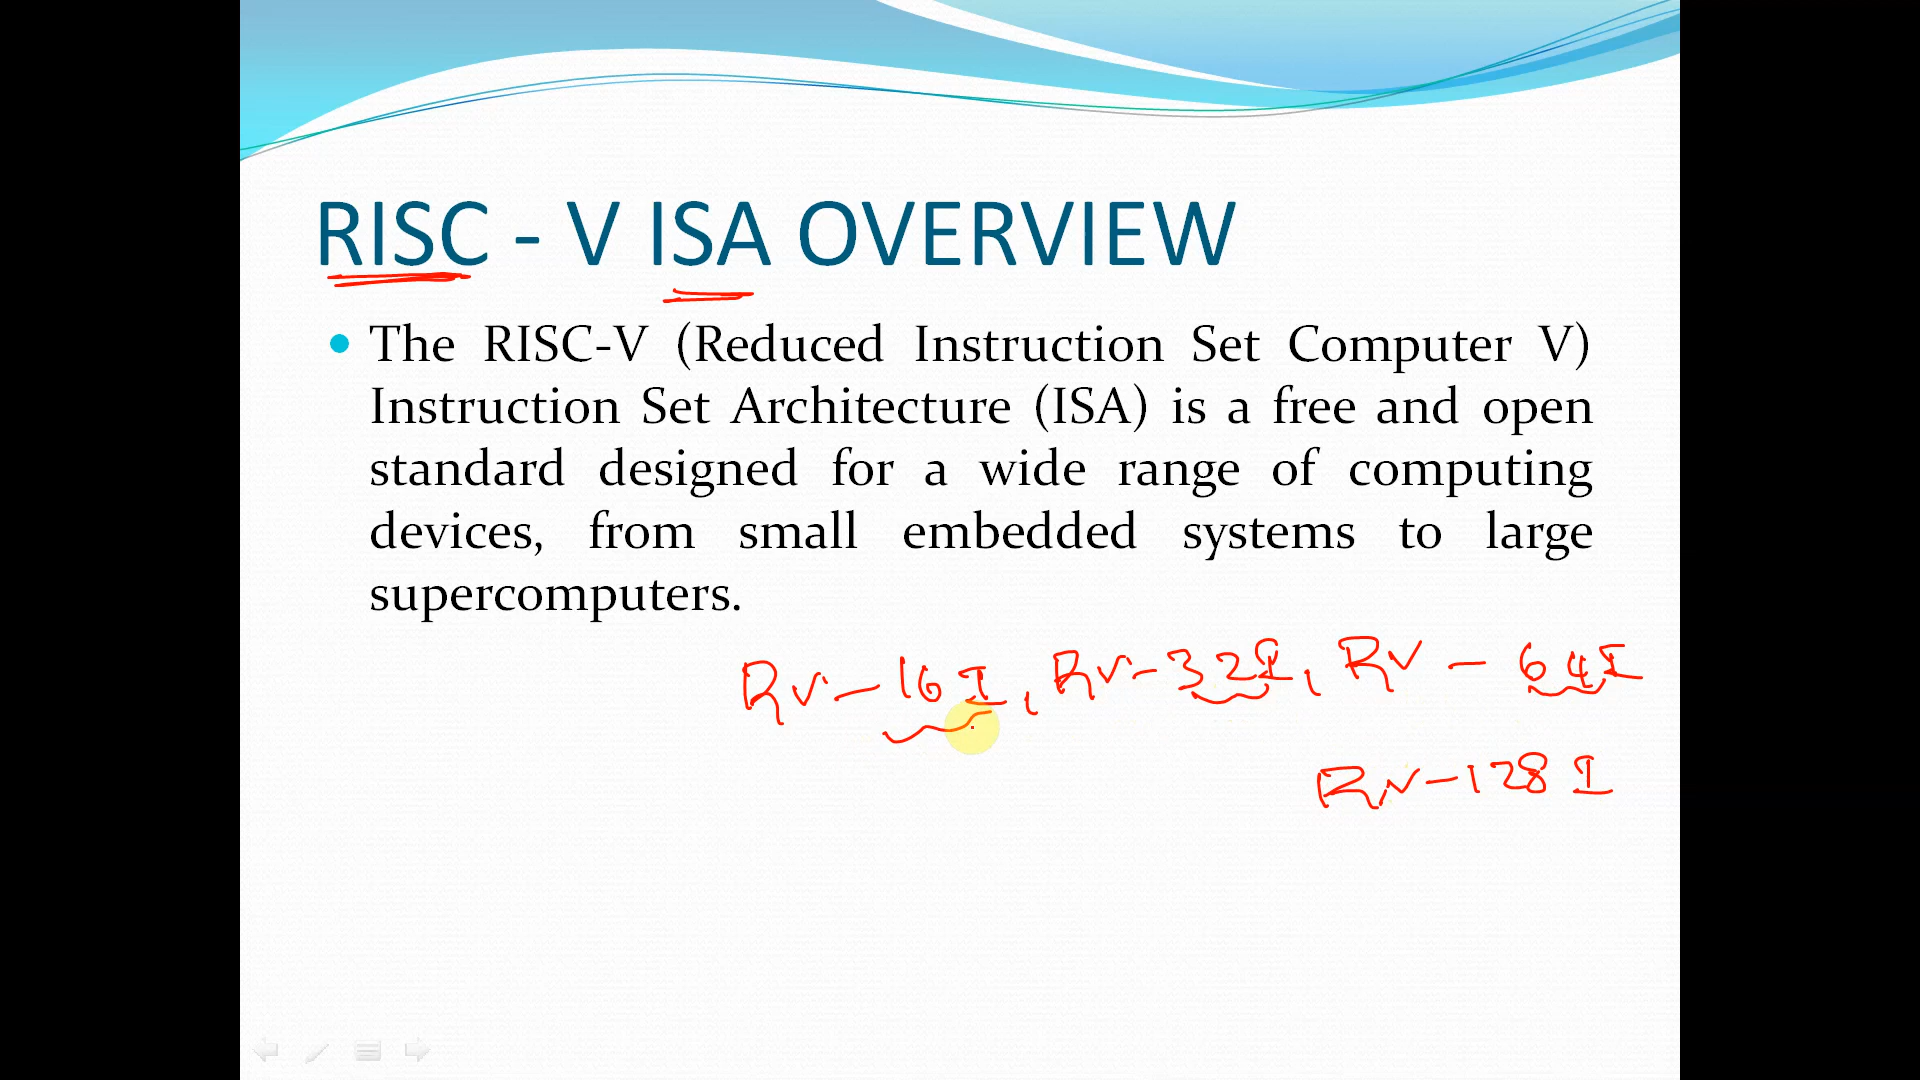 RISC - V ISA OVERVIEW
The RISC-V (Reduced Instruction Set Computer V)
Instruction Set Architecture (ISA) is a free and open
standard designed for a wide range of computing
devices, from small embedded systems to large
supercomputers.
RV-16I, RV-32I, RV-64I
RV-128I